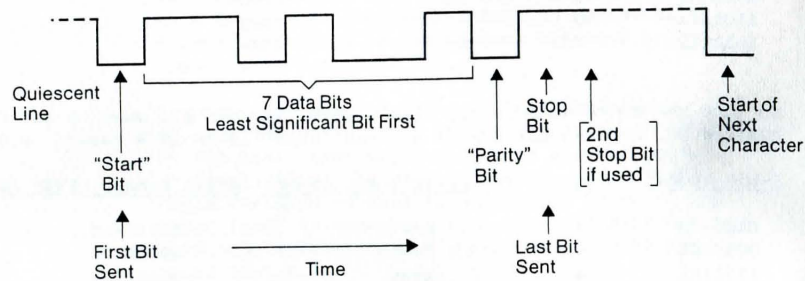 Quiescent
Line
7 Data Bits
Least Significant Bit First
"Start"
Bit
First Bit
Sent
Time
"Parity"
Bit
Stop
Bit
2nd
Stop Bit
if used
Last Bit
Sent
Start of
Next
Character